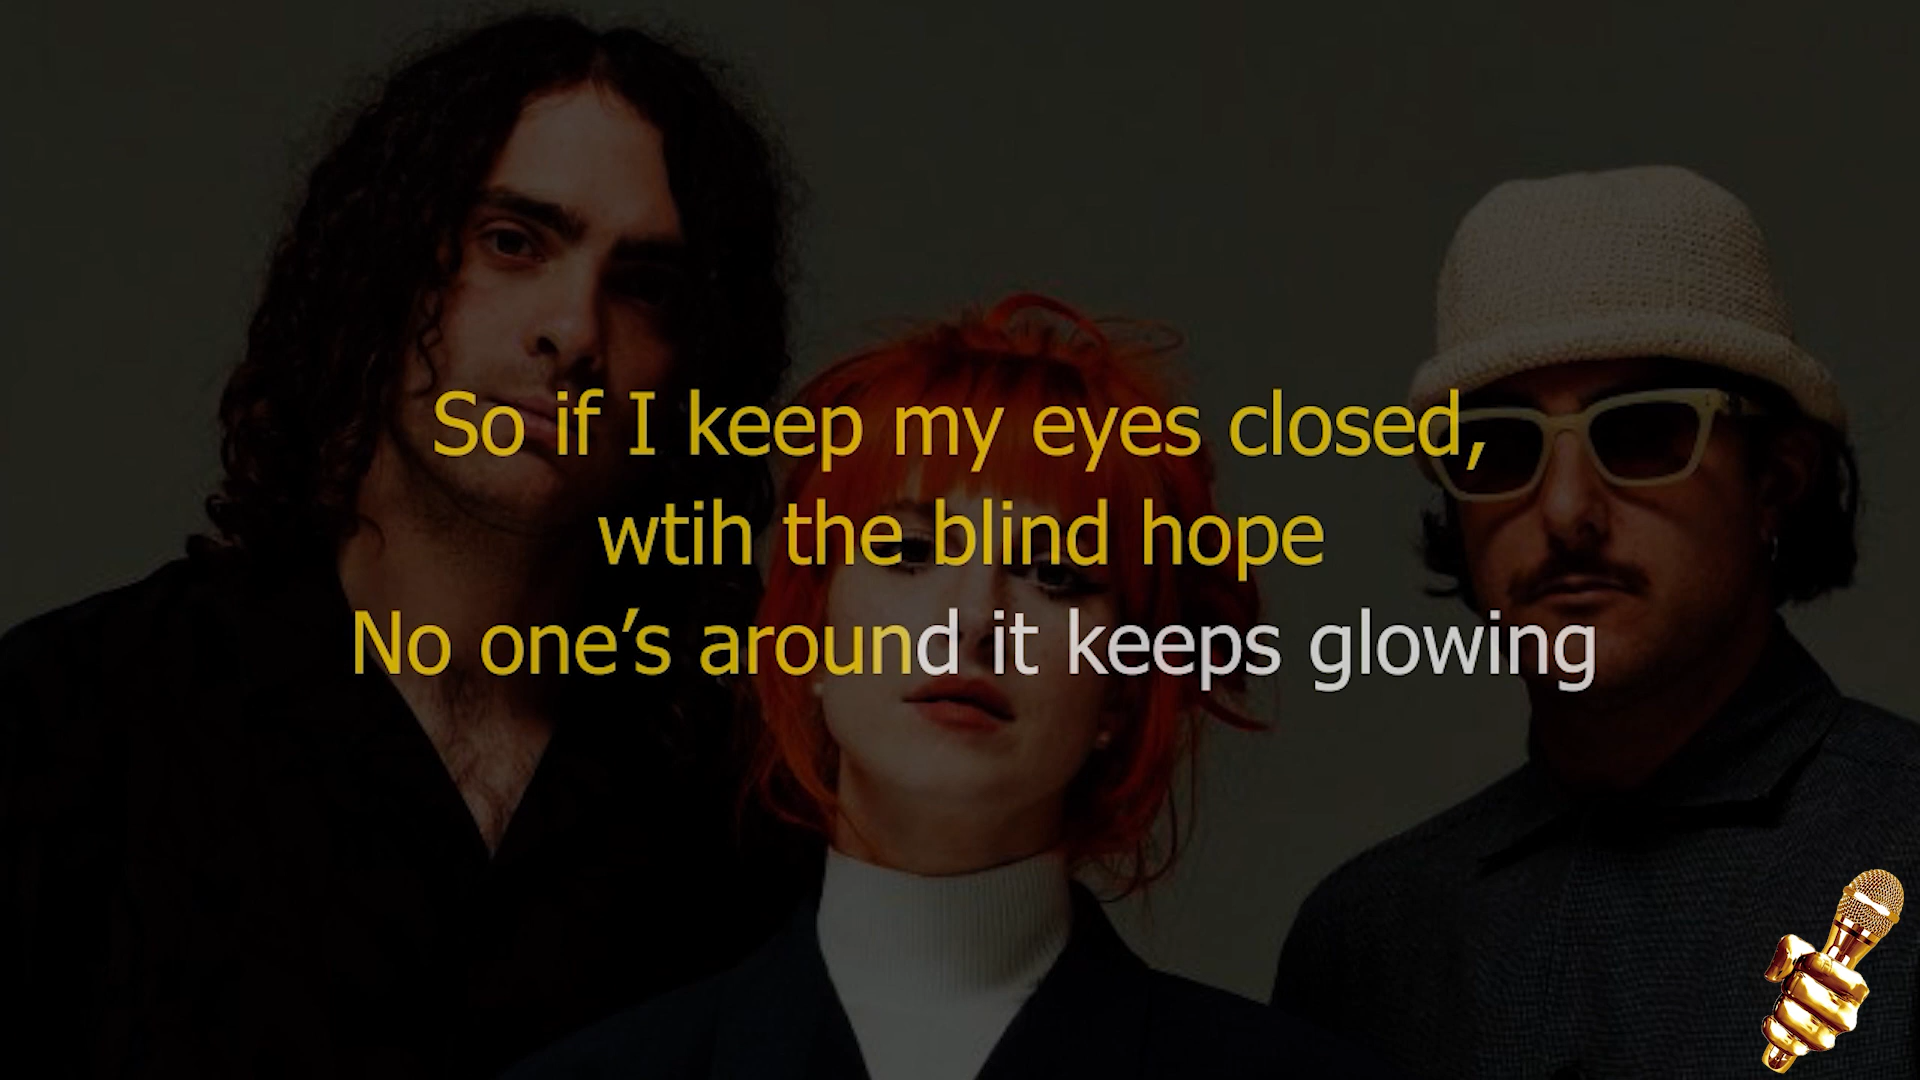 So if I keep my eyes closed,
wtih the blind hope
No one’s around it keeps glowing